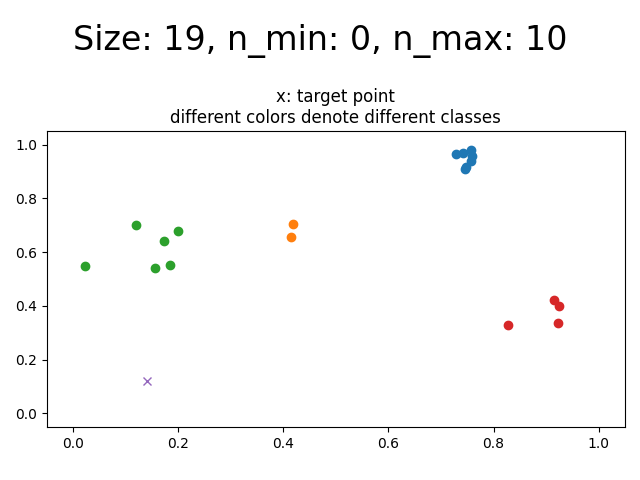 Size: 19, n_min: 0, n_max: 10
x: target point
different colors denote different classes
1.0
0.8
0.6
0.4
0.2
0.0
0.0 0.2 0.4 0.6 0.8 1.0